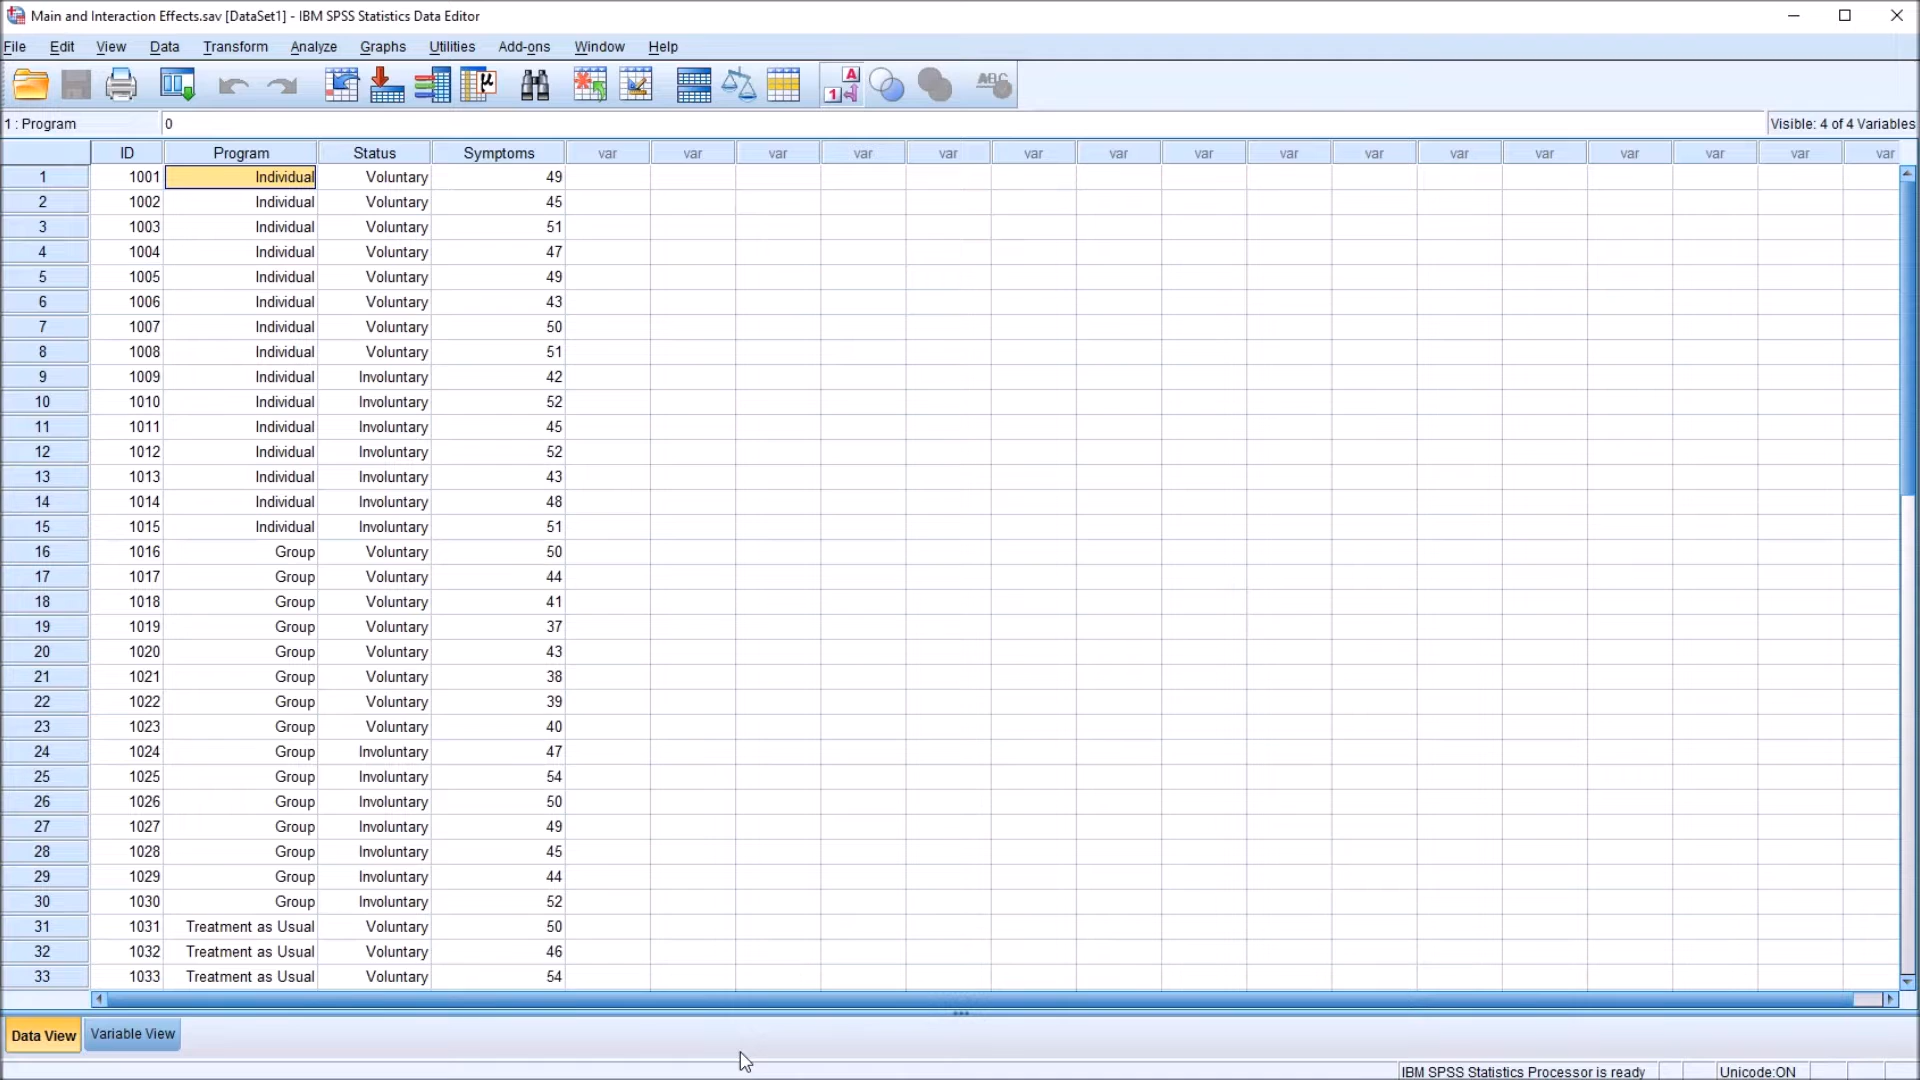 Main and Interaction Effects.sav [DataSet1] - IBM SPSS Statistics Data Editor
File Edit View Data Transform Analyze Graphs Utilities Add-ons Window Help
1 : Program 0 Visible: 4 of 4 Variables
ID Program Status Symptoms var var var var var var var var var var var var var var var var
1 1001 Individual Voluntary 49
2 1002 Individual Voluntary 45
3 1003 Individual Voluntary 51
4 1004 Individual Voluntary 47
5 1005 Individual Voluntary 49
6 1006 Individual Voluntary 43
7 1007 Individual Voluntary 50
8 1008 Individual Voluntary 51
9 1009 Individual Involuntary 42
10 1010 Individual Involuntary 52
11 1011 Individual Involuntary 45
12 1012 Individual Involuntary 52
13 1013 Individual Involuntary 43
14 1014 Individual Involuntary 48
15 1015 Individual Involuntary 51
16 1016 Group Voluntary 50
17 1017 Group Voluntary 44
18 1018 Group Voluntary 41
19 1019 Group Voluntary 37
20 1020 Group Voluntary 43
21 1021 Group Voluntary 38
22 1022 Group Voluntary 39
23 1023 Group Voluntary 40
24 1024 Group Involuntary 47
25 1025 Group Involuntary 54
26 1026 Group Involuntary 50
27 1027 Group Involuntary 49
28 1028 Group Involuntary 45
29 1029 Group Involuntary 44
30 1030 Group Involuntary 52
31 1031 Treatment as Usual Voluntary 50
32 1032 Treatment as Usual Voluntary 46
33 1033 Treatment as Usual Voluntary 54
Data View Variable View
IBM SPSS Statistics Processor is ready Unicode:ON